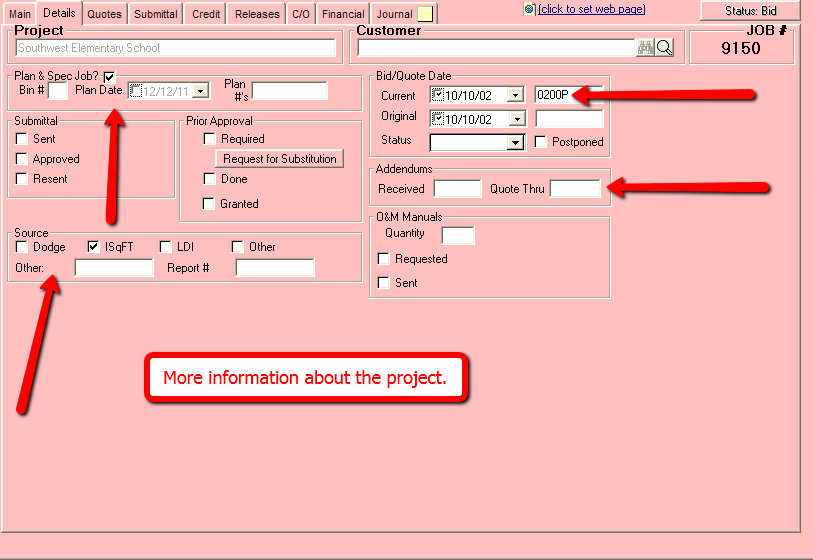 Main Details Quotes Submittal Credit Releases C/O Financial Journal (click to set web page) Status: Bid
Project Customer JOB #
Southwest Elementary School 9150
Plan & Spec Job?
Bin # Plan Date 12/12/11 Plan #'s
Bid/Quote Date
Current 10/10/02 0200P
Original 10/10/02
Status Postponed
Submittal
Sent
Approved
Resent
Prior Approval
Required
Request for Substitution
Done
Granted
Addendums
Received Quote Thru
O&M Manuals
Quantity
Requested
Sent
Source
Dodge ISqFT LDI Other
Other: Report #
More information about the project.